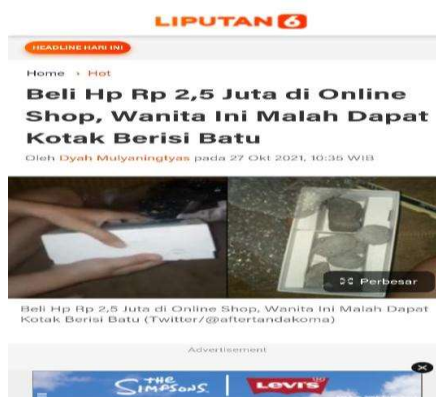 LIPUTAN 6
HEADLINE HARI INI
Home › Hot
Beli Hp Rp 2,5 Juta di Online
Shop, Wanita Ini Malah Dapat
Kotak Berisi Batu
Oleh Dyah Mulyaningtyas pada 27 Okt 2021, 10:35 WIB
Perbesar
Beli Hp Rp 2,5 Juta di Online Shop, Wanita Ini Malah Dapat
Kotak Berisi Batu (Twitter/@aftertandakoma)
Advertisement
THE SIMPSONS
LEVI'S